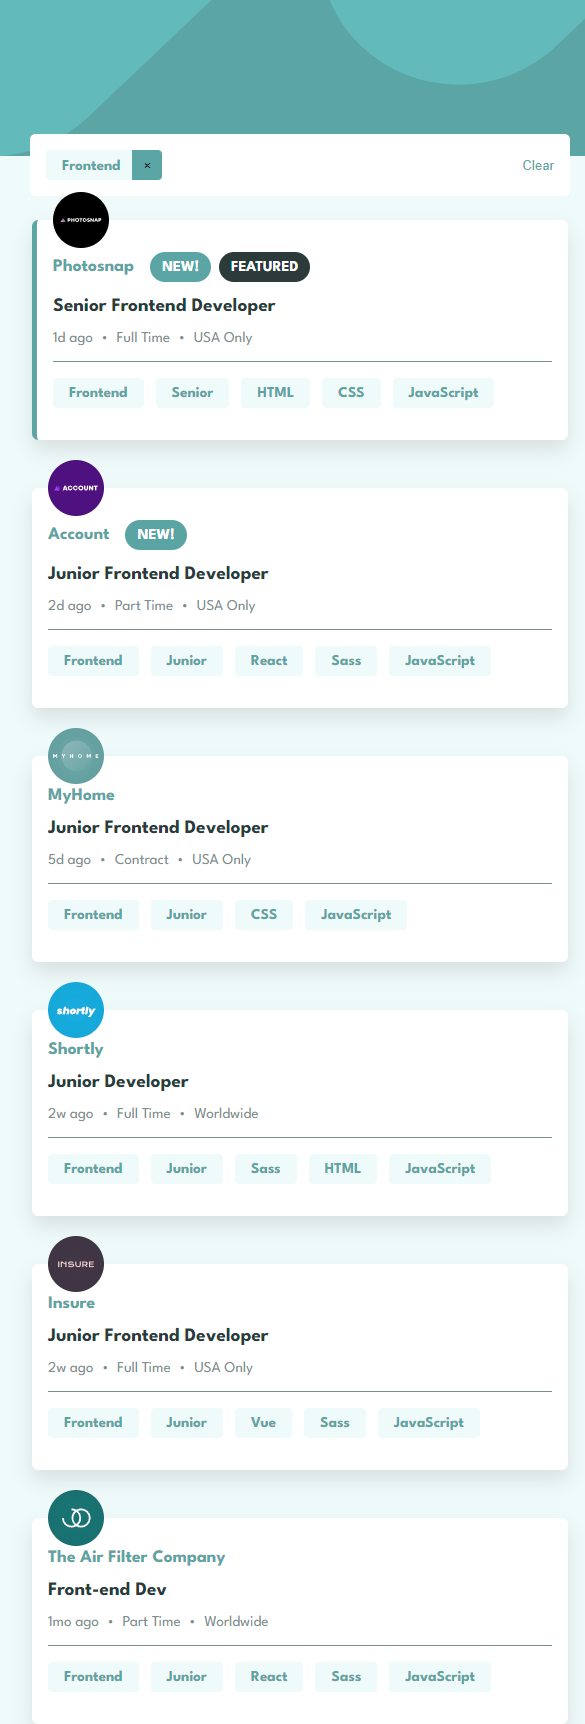 Frontend × Clear
PHOTOSNAP
Photosnap NEW! FEATURED
Senior Frontend Developer
1d ago • Full Time • USA Only
Frontend Senior HTML CSS JavaScript
ACCOUNT
Account NEW!
Junior Frontend Developer
2d ago • Part Time • USA Only
Frontend Junior React Sass JavaScript
MYHOME
MyHome
Junior Frontend Developer
5d ago • Contract • USA Only
Frontend Junior CSS JavaScript
shortly
Shortly
Junior Developer
2w ago • Full Time • Worldwide
Frontend Junior Sass HTML JavaScript
INSURE
Insure
Junior Frontend Developer
2w ago • Full Time • USA Only
Frontend Junior Vue Sass JavaScript
The Air Filter Company
Front-end Dev
1mo ago • Part Time • Worldwide
Frontend Junior React Sass JavaScript